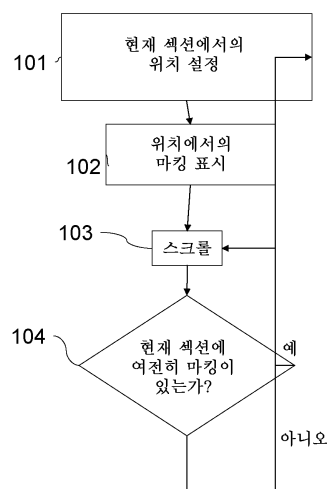 101
현재 섹션에서의
위치 설정
102
위치에서의
마킹 표시
103
스크롤
104
현재 섹션에
여전히 마킹이
있는가?
예
아니오